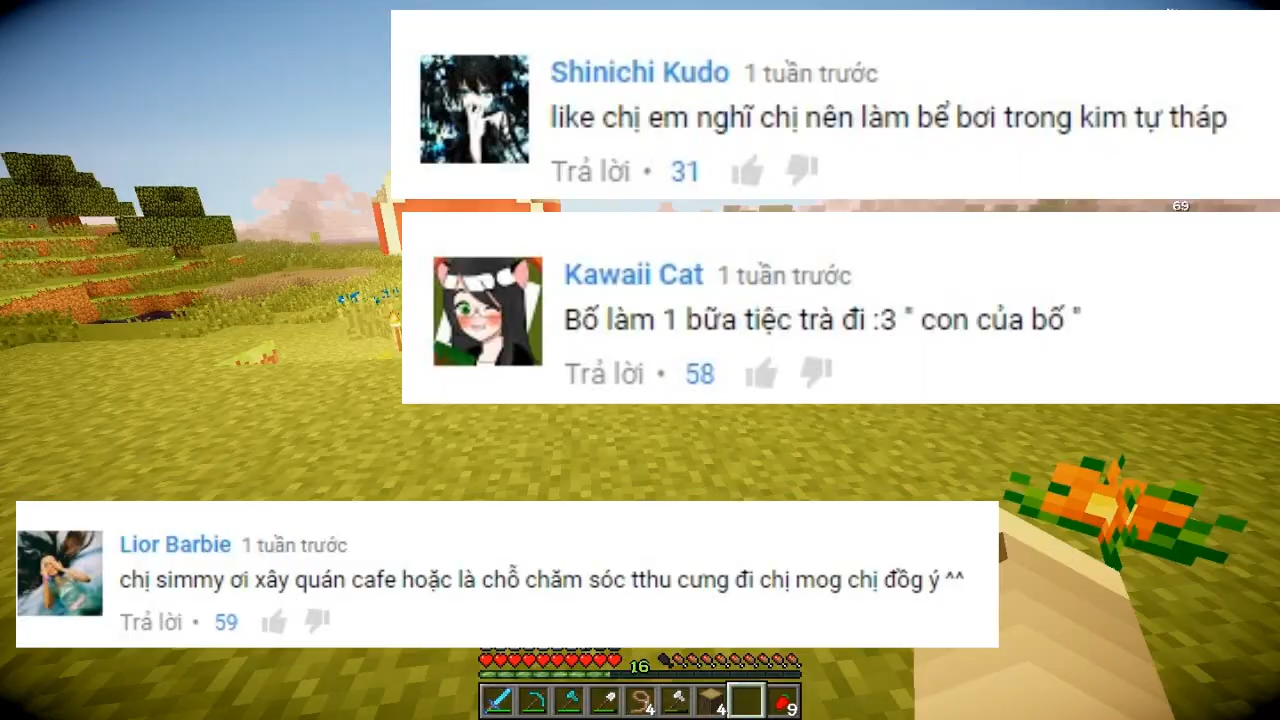 Shinichi Kudo 1 tuần trước
like chị em nghĩ chị nên làm bể bơi trong kim tự tháp
Trả lời • 31
69
Kawaii Cat 1 tuần trước
Bố làm 1 bữa tiệc trà đi :3 " con của bố "
Trả lời • 58
Lior Barbie 1 tuần trước
chị simmy ơi xây quán cafe hoặc là chỗ chăm sóc tthu cưng đi chị mog chị đồg ý ^^
Trả lời • 59
16
4 4 9